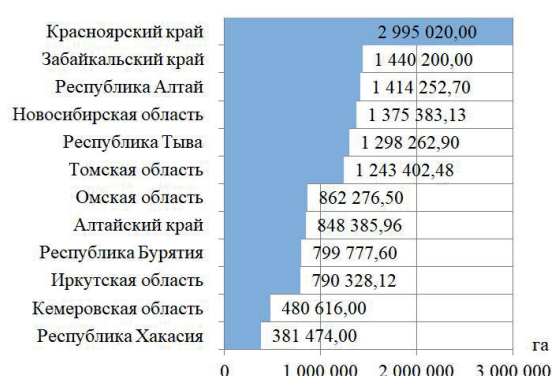 Красноярский край 2 995 020,00
Забайкальский край 1 440 200,00
Республика Алтай 1 414 252,70
Новосибирская область 1 375 383,13
Республика Тыва 1 298 262,90
Томская область 1 243 402,48
Омская область 862 276,50
Алтайский край 848 385,96
Республика Бурятия 799 777,60
Иркутская область 790 328,12
Кемеровская область 480 616,00
Республика Хакасия 381 474,00
га
0 1 000 000 2 000 000 3 000 000